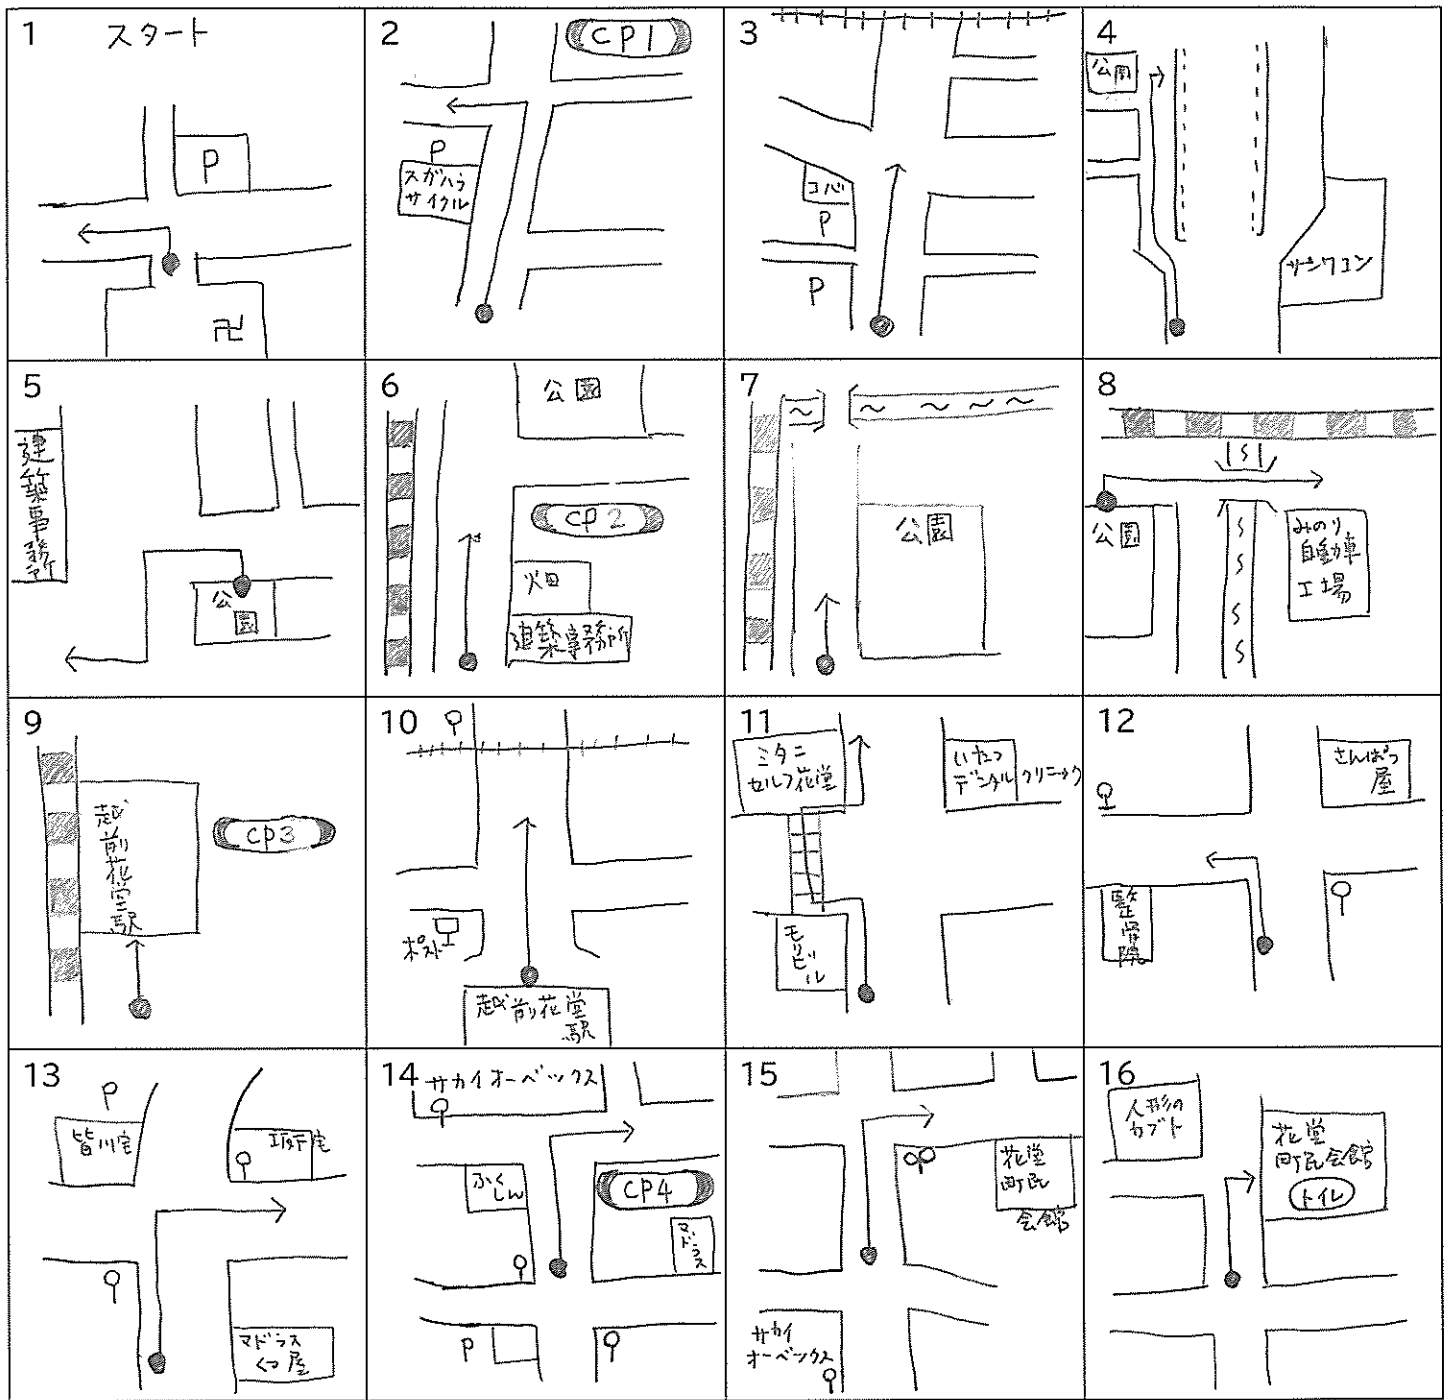 1
スタート
P
卍
2
CP1
P
スガハラ
サイクル
3
コバ
P
P
4
公園
サンワコン
5
建築事務所
公園
6
公園
CP2
畑
建築事務所
7
公園
8
公園
みのり
自動車
工場
9
越前花堂駅
CP3
10
ポスト
越前花堂
駅
11
ミタニ
セルフ花堂
デンタルクリニック
モリビル
12
さんぱつ
屋
整骨院
13
P
皆川宅
マドラス
くつ屋
14
サカイオーベックス
ふくしん
CP4
マドラス
P
15
花堂
町民
会館
サカイ
オーベックス
16
人形の
カブト
花堂
町民会館
トイレ